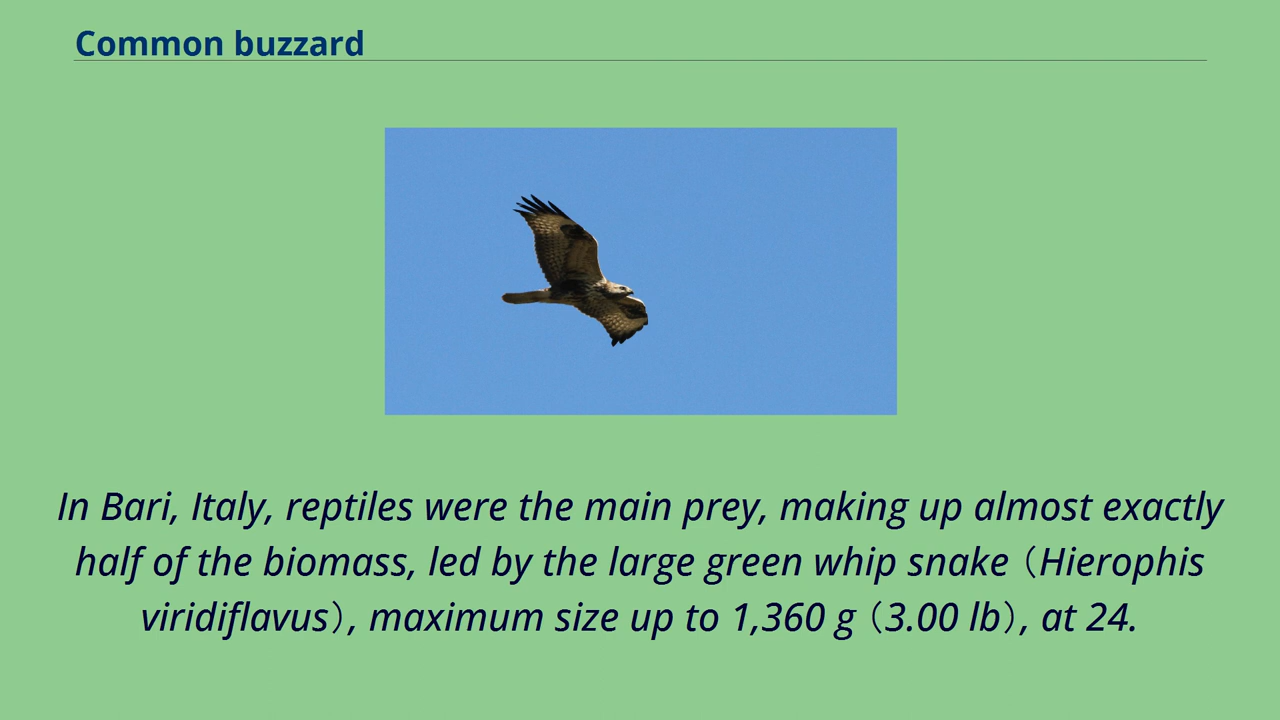 Common buzzard
In Bari, Italy, reptiles were the main prey, making up almost exactly
half of the biomass, led by the large green whip snake （Hierophis
viridiflavus）, maximum size up to 1,360 g （3.00 lb）, at 24.